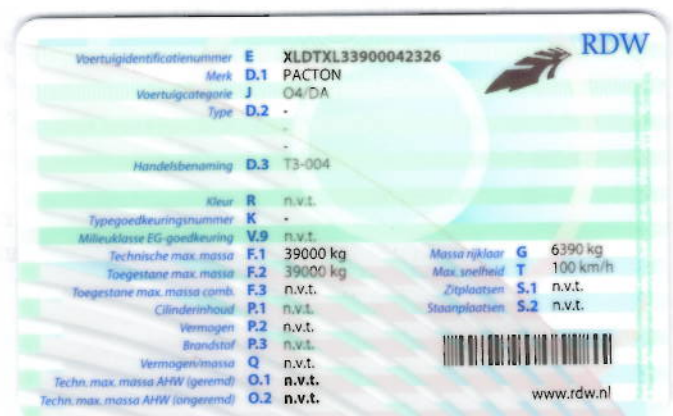 RDW
Voertuigidentificatienummer E XLDTXL33900042326
Merk D.1 PACTON
Voertuigcategorie J O4/DA
Type D.2 -
-
-
Handelsbenaming D.3 T3-004
Kleur R n.v.t.
Typegoedkeuringsnummer K -
Milieuklasse EG-goedkeuring V.9 n.v.t.
Technische max. massa F.1 39000 kg Massa rijklaar G 6390 kg
Toegestane max. massa F.2 39000 kg Max. snelheid T 100 km/h
Toegestane max. massa comb. F.3 n.v.t. Zitplaatsen S.1 n.v.t.
Cilinderinhoud P.1 n.v.t. Staanplaatsen S.2 n.v.t.
Vermogen P.2 n.v.t.
Brandstof P.3 n.v.t.
Vermogen/massa Q n.v.t.
Techn. max. massa AHW (geremd) O.1 n.v.t.
Techn. max. massa AHW (ongeremd) O.2 n.v.t. www.rdw.nl